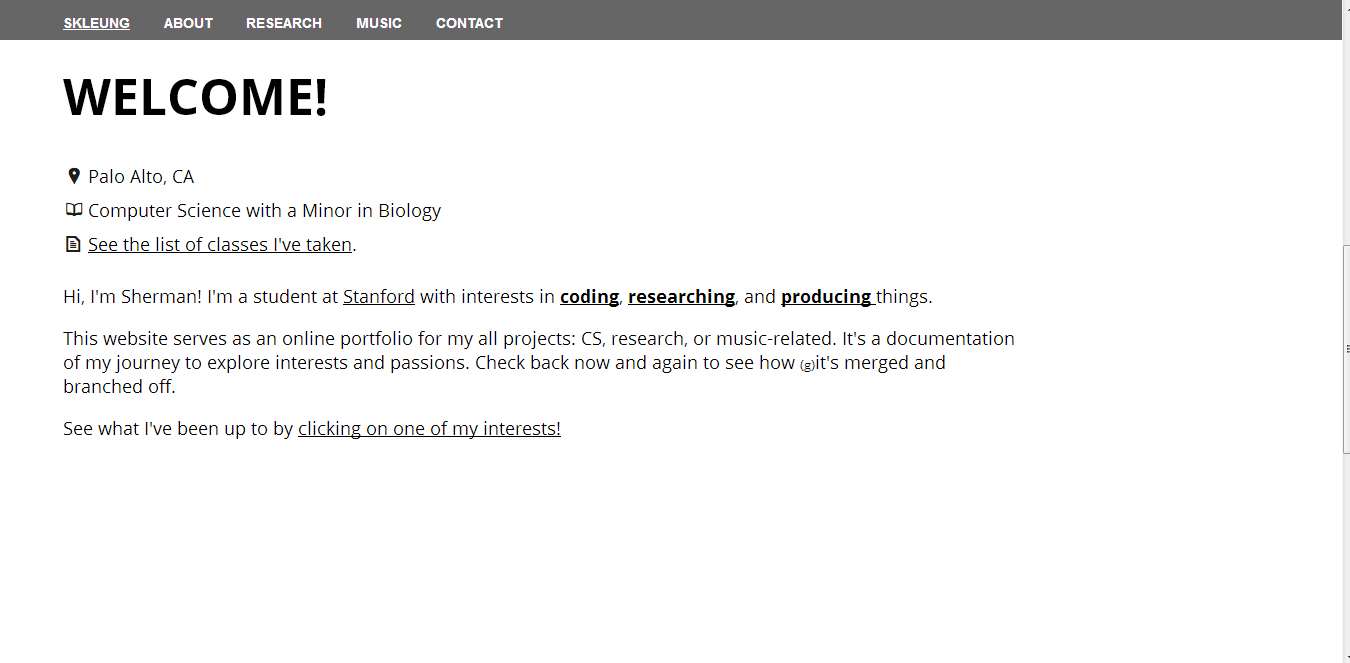 SKLEUNG ABOUT RESEARCH MUSIC CONTACT
WELCOME!
Palo Alto, CA
Computer Science with a Minor in Biology
See the list of classes I've taken.
Hi, I'm Sherman! I'm a student at Stanford with interests in coding, researching, and producing things.
This website serves as an online portfolio for my all projects: CS, research, or music-related. It's a documentation
of my journey to explore interests and passions. Check back now and again to see how (g)it's merged and
branched off.
See what I've been up to by clicking on one of my interests!